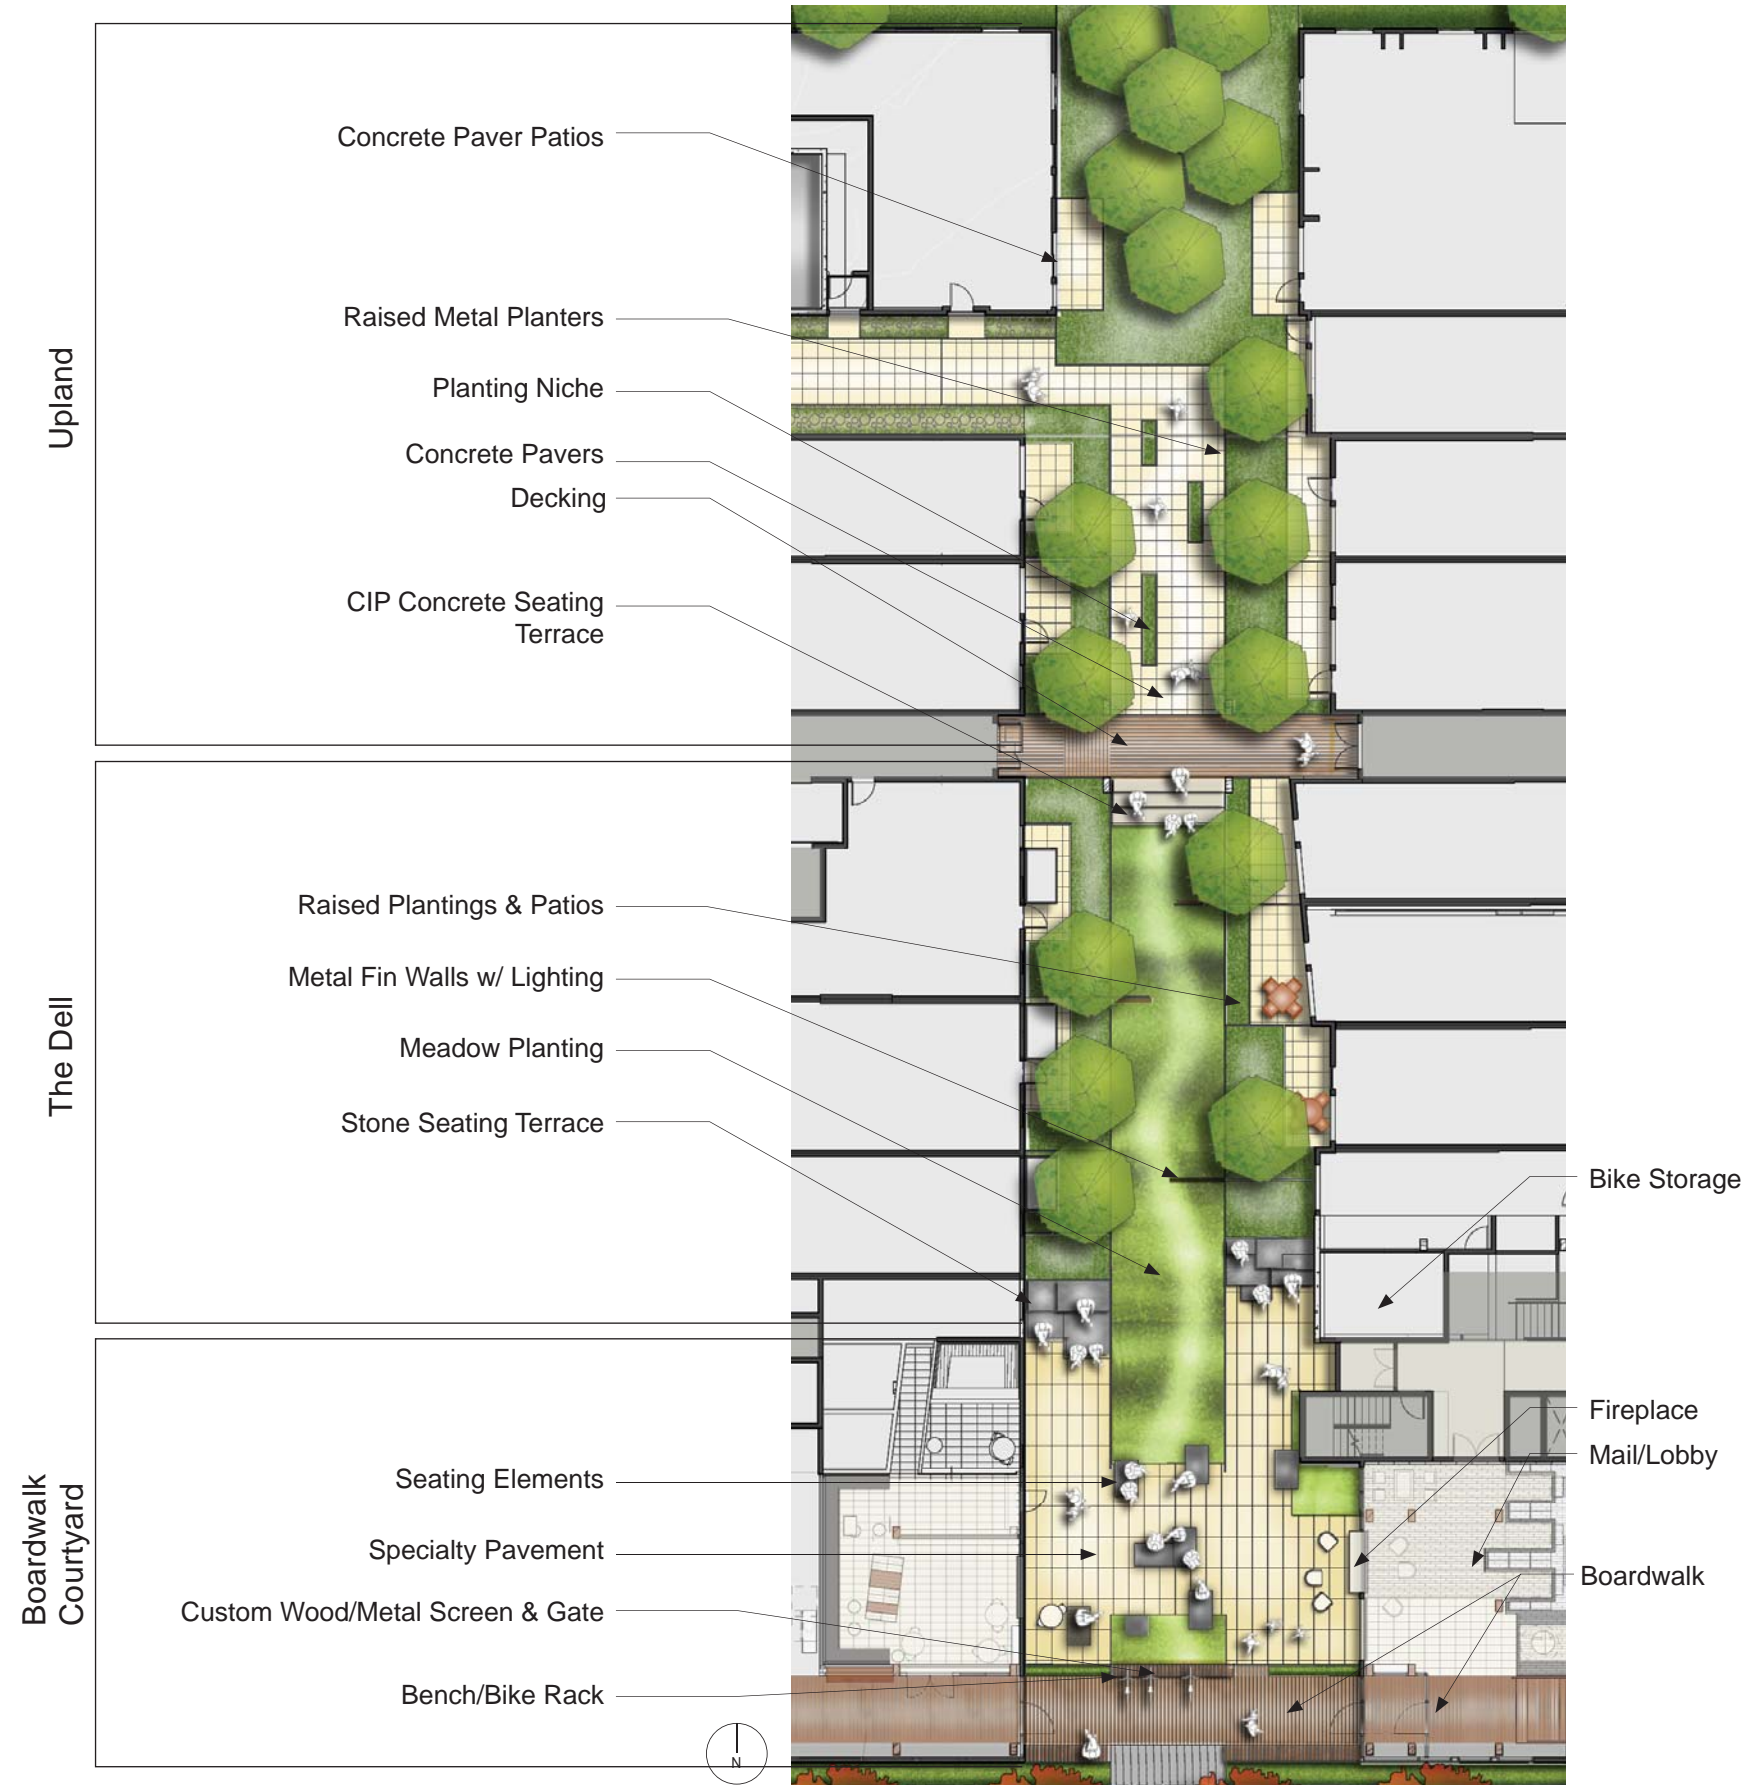 Upland
Concrete Paver Patios
Raised Metal Planters
Planting Niche
Concrete Pavers
Decking
CIP Concrete Seating
Terrace
The Dell
Raised Plantings & Patios
Metal Fin Walls w/ Lighting
Meadow Planting
Stone Seating Terrace
Bike Storage
Boardwalk
Courtyard
Seating Elements
Specialty Pavement
Custom Wood/Metal Screen & Gate
Bench/Bike Rack
Fireplace
Mail/Lobby
Boardwalk
N